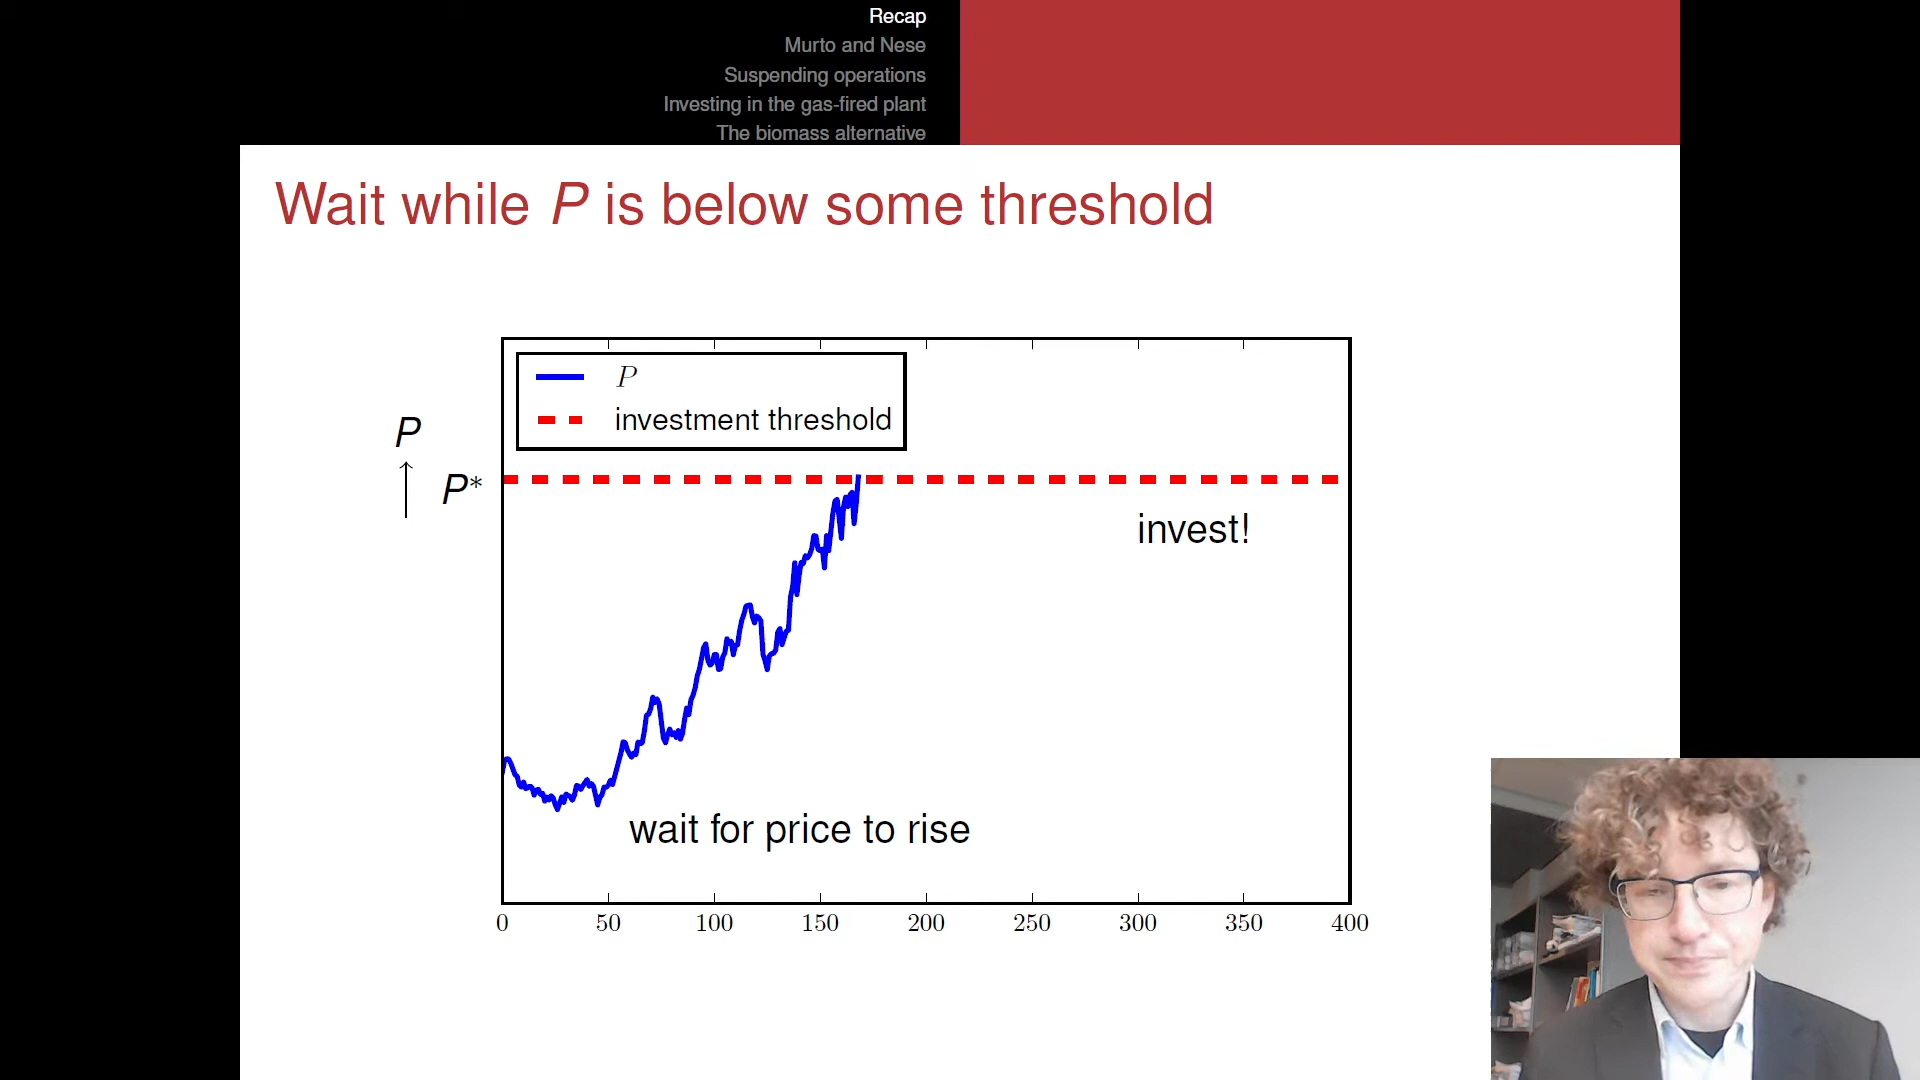 Recap
Murto and Nese
Suspending operations
Investing in the gas-fired plant
The biomass alternative
Wait while P is below some threshold
P
investment threshold
P
↑
P*
invest!
wait for price to rise
0 50 100 150 200 250 300 350 400